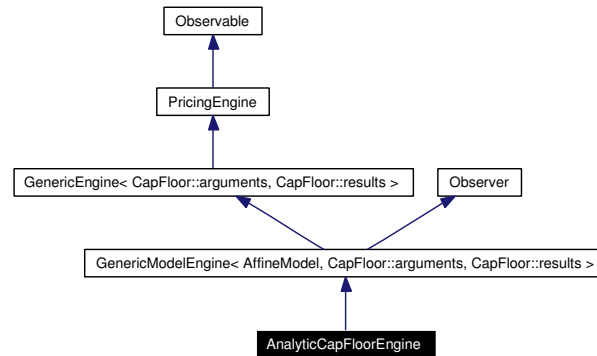 Observable
PricingEngine
GenericEngine< CapFloor::arguments, CapFloor::results >
Observer
GenericModelEngine< AffineModel, CapFloor::arguments, CapFloor::results >
AnalyticCapFloorEngine